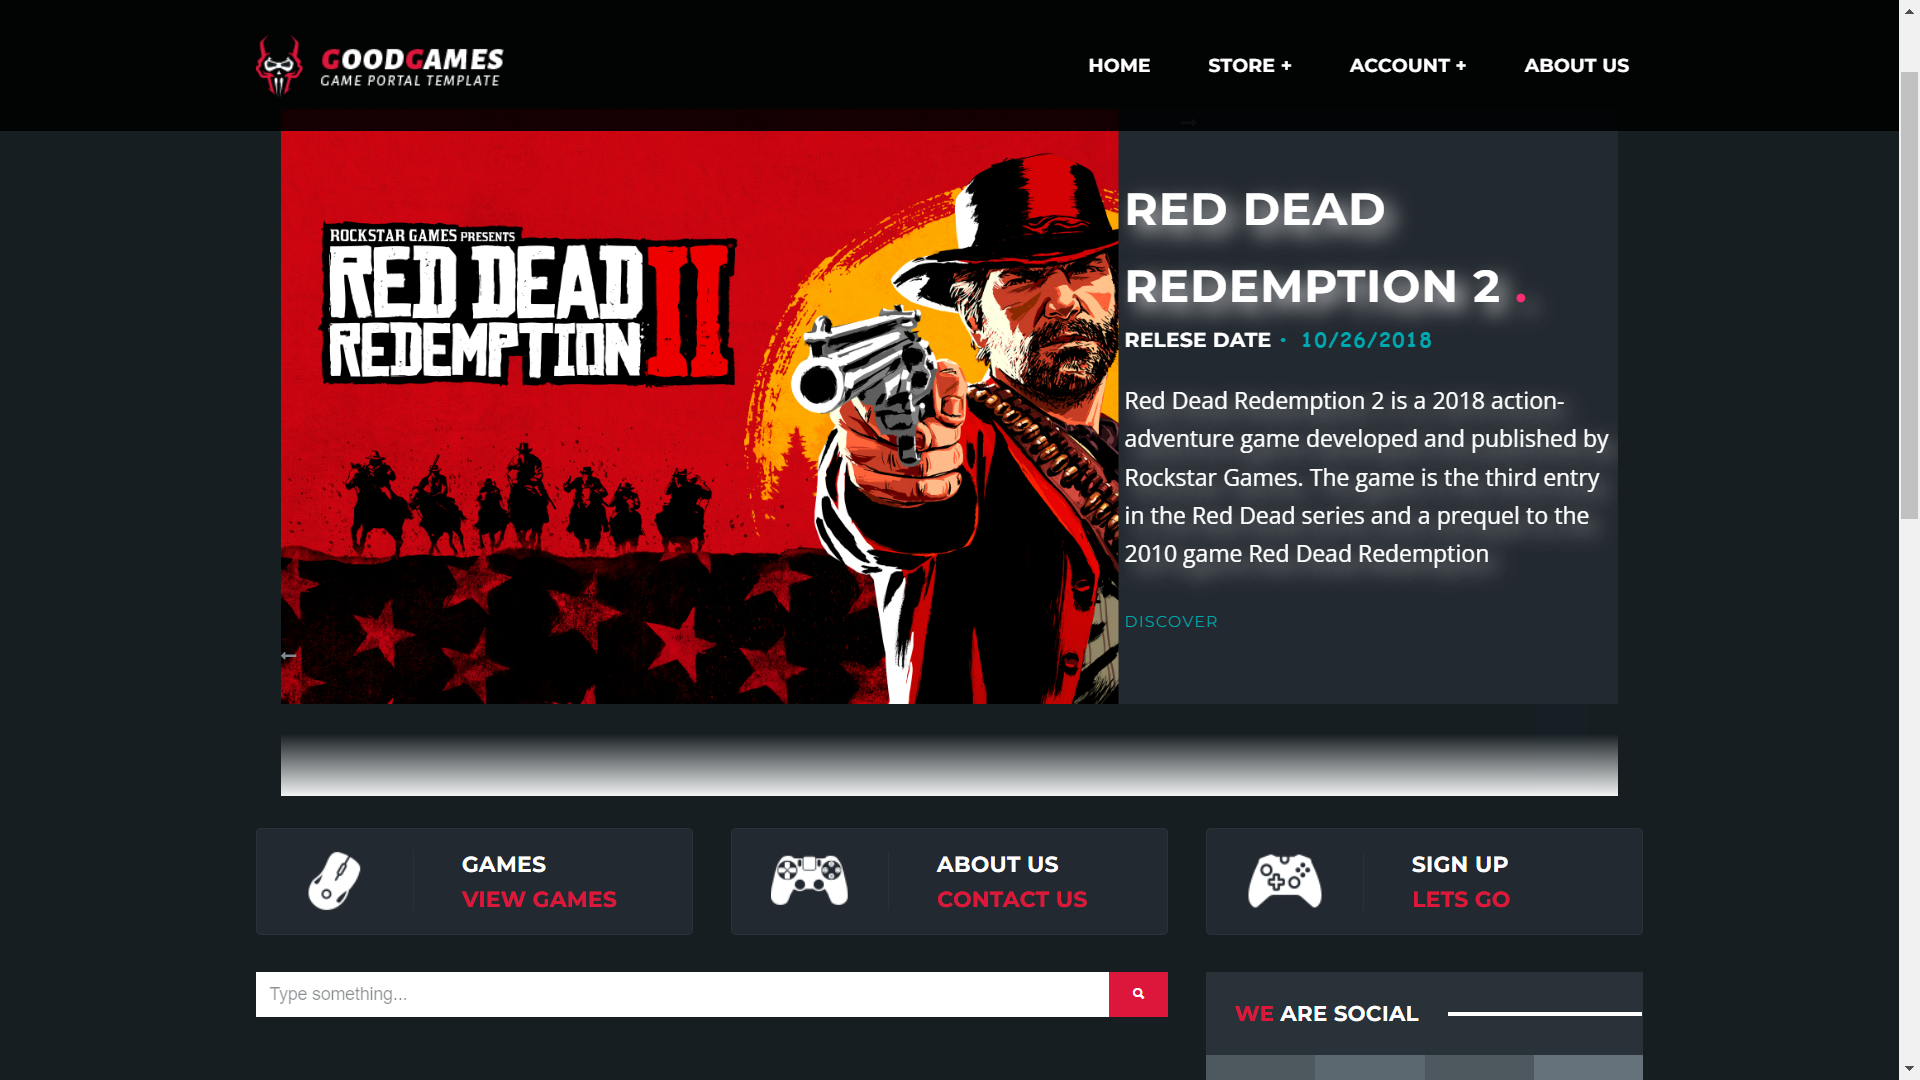 GOODGAMES
GAME PORTAL TEMPLATE
HOME
STORE +
ACCOUNT +
ABOUT US
ROCKSTAR GAMES PRESENTS
RED DEAD
REDEMPTION II
RED DEAD
REDEMPTION 2 .
RELESE DATE • 10/26/2018
Red Dead Redemption 2 is a 2018 action-
adventure game developed and published by
Rockstar Games. The game is the third entry
in the Red Dead series and a prequel to the
2010 game Red Dead Redemption
DISCOVER
GAMES
VIEW GAMES
ABOUT US
CONTACT US
SIGN UP
LETS GO
Type something...
WE ARE SOCIAL